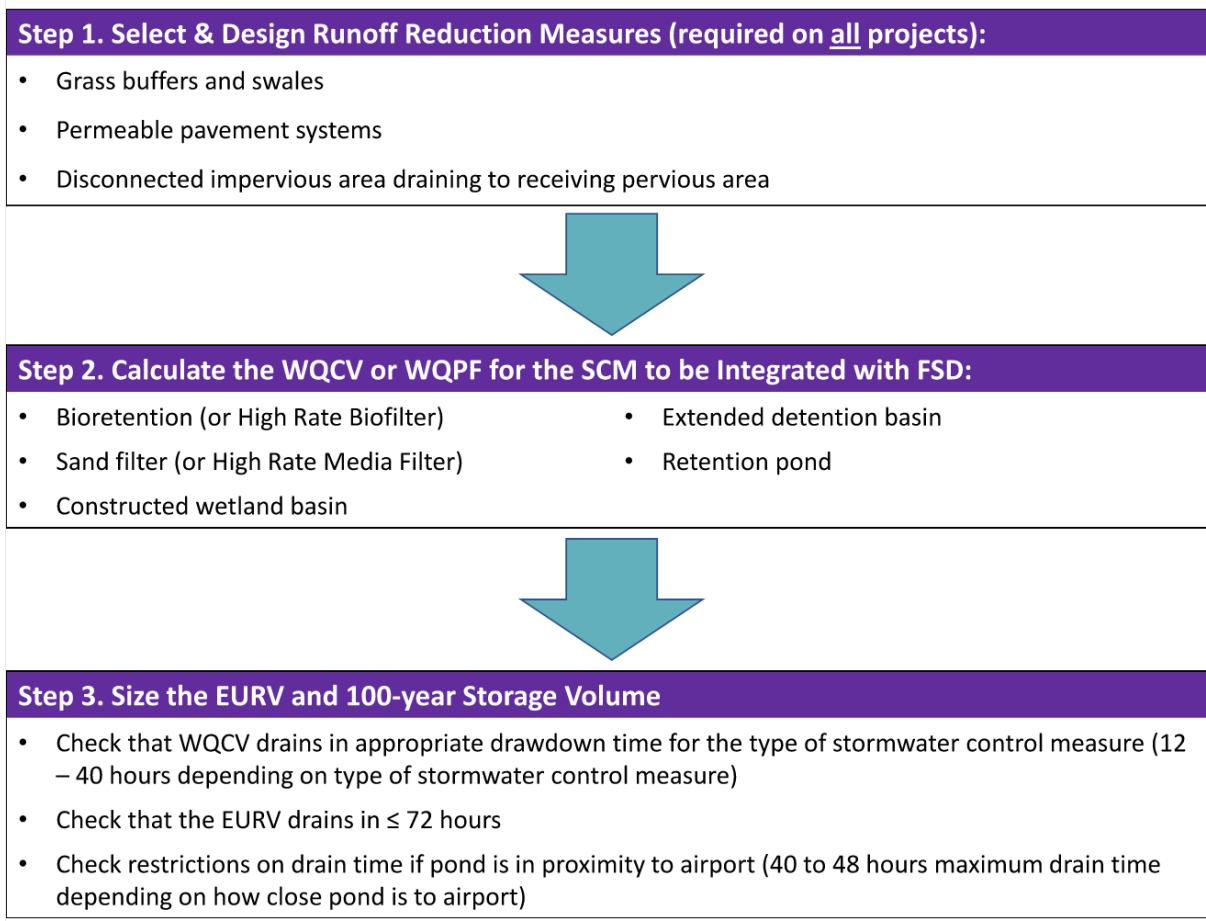 Step 1. Select & Design Runoff Reduction Measures (required on all projects):
• Grass buffers and swales
• Permeable pavement systems
• Disconnected impervious area draining to receiving pervious area
Step 2. Calculate the WQCV or WQPF for the SCM to be Integrated with FSD:
• Bioretention (or High Rate Biofilter)
• Sand filter (or High Rate Media Filter)
• Constructed wetland basin
• Extended detention basin
• Retention pond
Step 3. Size the EURV and 100-year Storage Volume
• Check that WQCV drains in appropriate drawdown time for the type of stormwater control measure (12
– 40 hours depending on type of stormwater control measure)
• Check that the EURV drains in ≤ 72 hours
• Check restrictions on drain time if pond is in proximity to airport (40 to 48 hours maximum drain time
depending on how close pond is to airport)